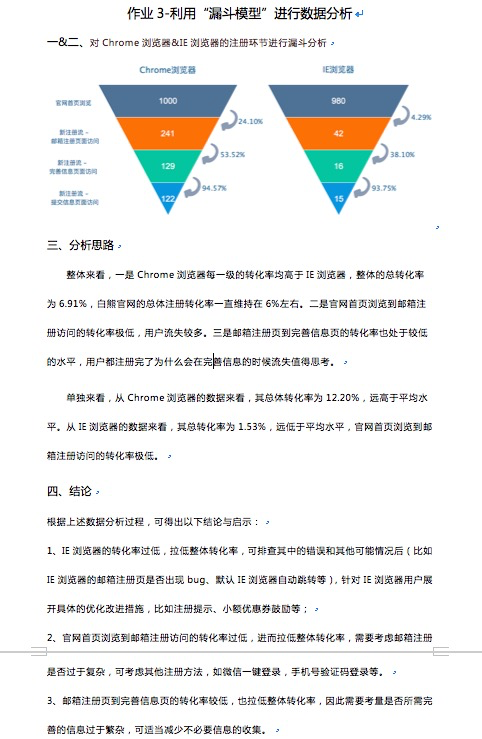 作业 3-利用“漏斗模型”进行数据分析
一&二、对 Chrome 浏览器&IE 浏览器的注册环节进行漏斗分析
Chrome浏览器
IE浏览器
官网首页浏览
1000
980
24.10%
4.29%
新注册流 –
邮箱注册页面访问
241
42
53.52%
38.10%
新注册流 –
完善信息页面访问
129
16
94.57%
93.75%
新注册流 –
提交信息页面访问
122
15
三、分析思路
整体来看，一是 Chrome 浏览器每一级的转化率均高于 IE 浏览器，整体的总转化率
为 6.91%，白熊官网的总体注册转化率一直维持在 6%左右。二是官网首页浏览到邮箱注
册访问的转化率极低，用户流失较多。三是邮箱注册页到完善信息页的转化率也处于较低
的水平，用户都注册完了为什么会在完善信息的时候流失值得思考。
单独来看，从 Chrome 浏览器的数据来看，其总体转化率为 12.20%，远高于平均水
平。从 IE 浏览器的数据来看，其总转化率为 1.53%，远低于平均水平，官网首页浏览到邮
箱注册访问的转化率极低。
四、结论
根据上述数据分析过程，可得出以下结论与启示：
1、IE 浏览器的转化率过低，拉低整体转化率，可排查其中的错误和其他可能情况后（比如
IE 浏览器的邮箱注册页是否出现 bug、默认 IE 浏览器自动跳转等），针对 IE 浏览器用户展
开具体的优化改进措施，比如注册提示、小额优惠券鼓励等；
2、官网首页浏览到邮箱注册访问的转化率过低，进而拉低整体转化率，需要考虑邮箱注册
是否过于复杂，可考虑其他注册方法，如微信一键登录，手机号验证码登录等。
3、邮箱注册页到完善信息页的转化率较低，也拉低整体转化率，因此需要考量是否所需完
善的信息过于繁杂，可适当减少不必要信息的收集。